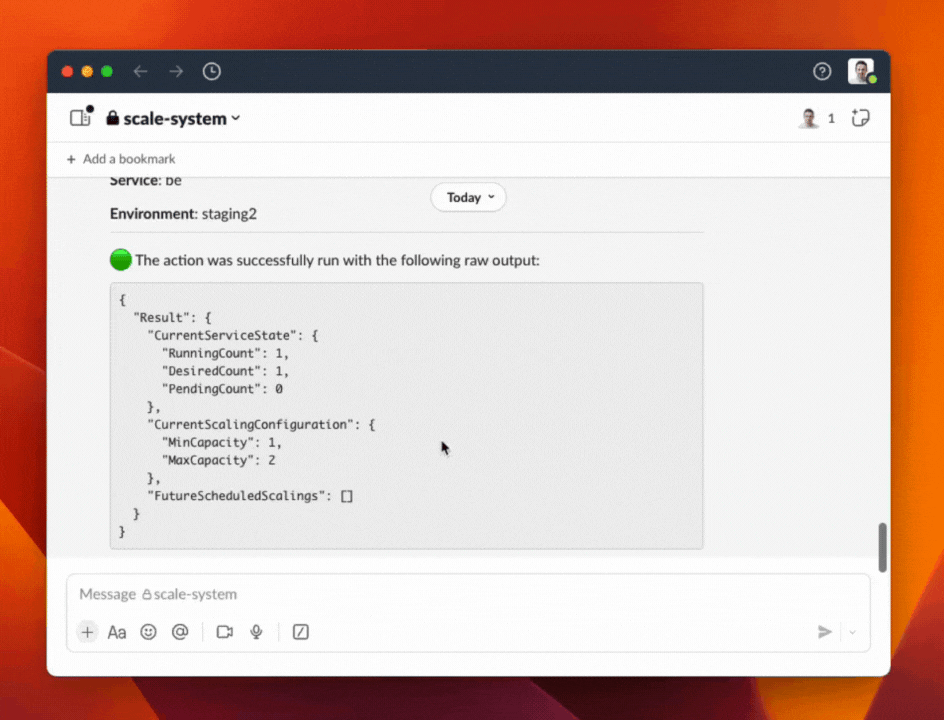 scale-system
1
+ Add a bookmark
Service: be
Today
Environment: staging2
The action was successfully run with the following raw output:
{
"Result": {
"CurrentServiceState": {
"RunningCount": 1,
"DesiredCount": 1,
"PendingCount": 0
},
"CurrentScalingConfiguration": {
"MinCapacity": 1,
"MaxCapacity": 2
},
"FutureScheduledScalings": []
}
}
Message scale-system
Aa